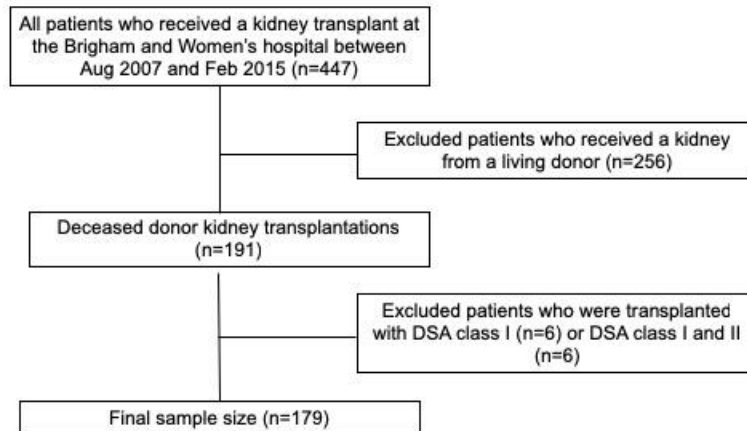 All patients who received a kidney transplant at
the Brigham and Women's hospital between
Aug 2007 and Feb 2015 (n=447)
Excluded patients who received a kidney
from a living donor (n=256)
Deceased donor kidney transplantations
(n=191)
Excluded patients who were transplanted
with DSA class I (n=6) or DSA class I and II
(n=6)
Final sample size (n=179)